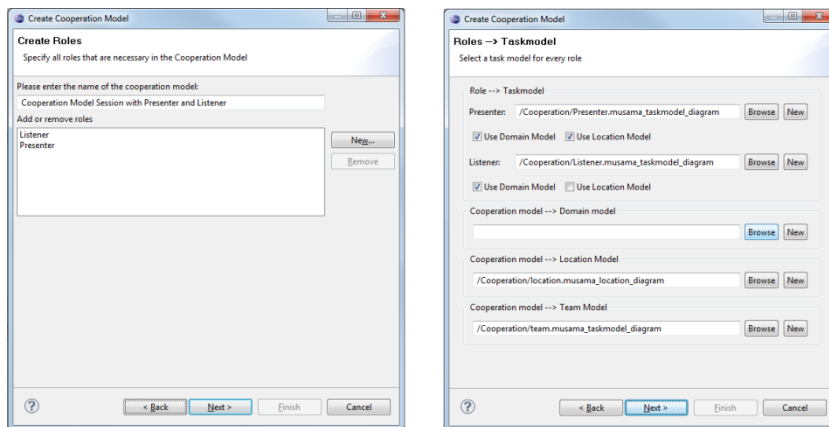 Create Cooperation Model
Create Roles
Specify all roles that are necessary in the Cooperation Model
Please enter the name of the cooperation model:
Cooperation Model Session with Presenter and Listener
Add or remove roles
Listener
Presenter
New...
Remove
< Back Next > Finish Cancel
Create Cooperation Model
Roles --> Taskmodel
Select a task model for every role
Role --> Taskmodel
Presenter: /Cooperation/Presenter.musama_taskmodel_diagram Browse New
Use Domain Model Use Location Model
Listener: /Cooperation/Listener.musama_taskmodel_diagram Browse New
Use Domain Model Use Location Model
Cooperation model --> Domain model
Browse New
Cooperation model --> Location Model
/Cooperation/location.musama_location_diagram Browse New
Cooperation model --> Team Model
/Cooperation/team.musama_taskmodel_diagram Browse New
< Back Next > Finish Cancel